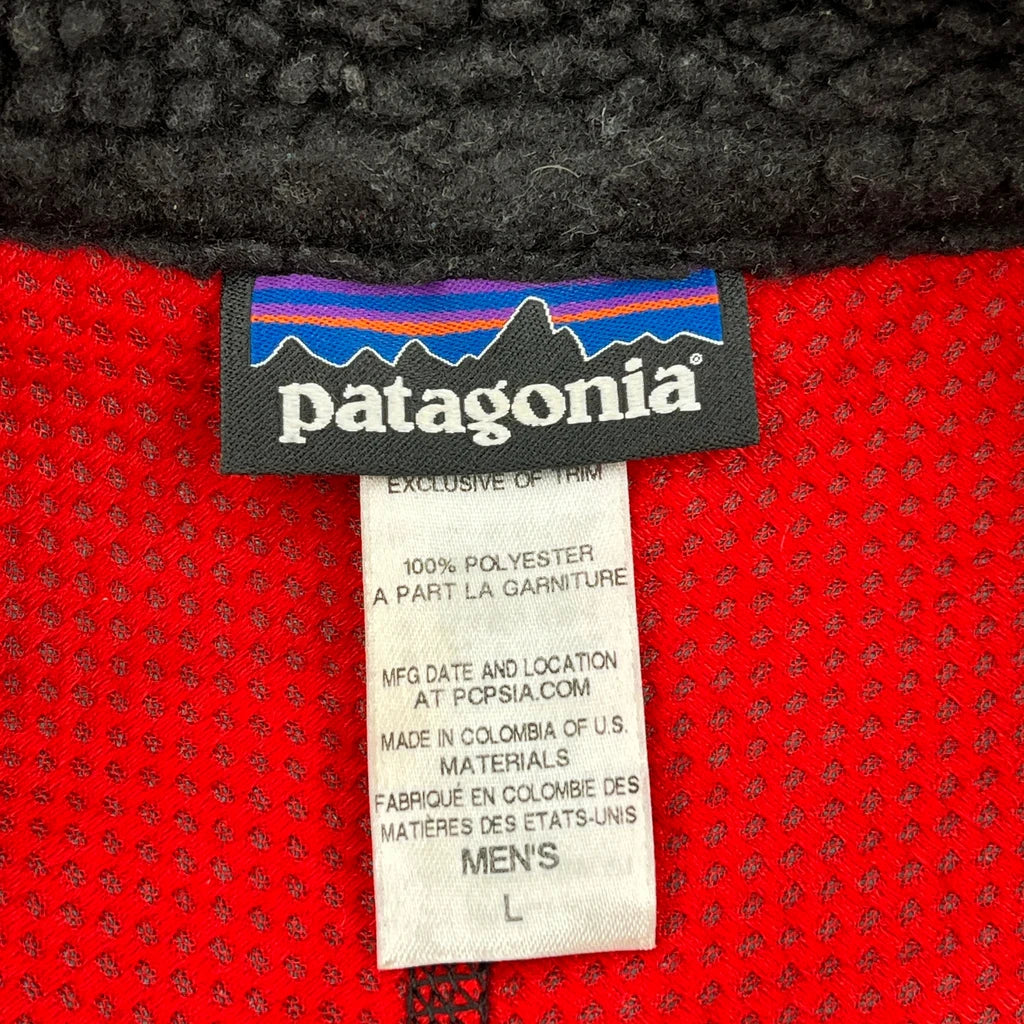 patagonia®
EXCLUSIVE OF TRIM
100% POLYESTER
A PART LA GARNITURE
MFG DATE AND LOCATION
AT PCPSIA.COM
MADE IN COLOMBIA OF U.S.
MATERIALS
FABRIQUÉ EN COLOMBIE DES
MATIÈRES DES ETATS-UNIS
MEN'S
L